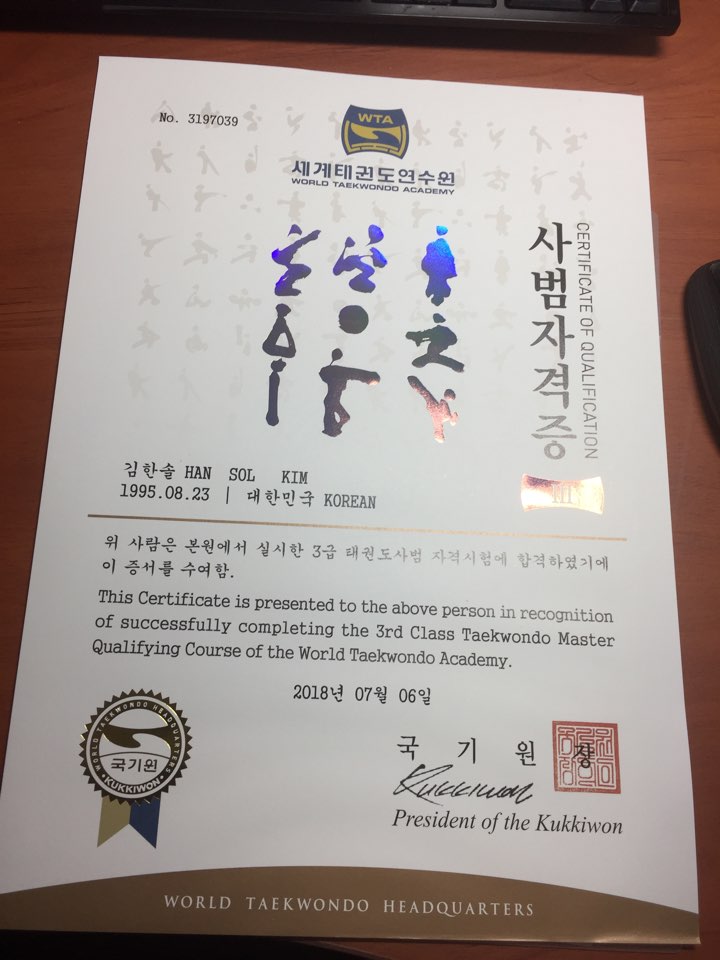 No. 3197039
WTA
세계태권도연수원
WORLD TAEKWONDO ACADEMY
사범자격증
CERTIFICATE OF QUALIFICATION
III
김한솔 HAN SOL KIM
1995.08.23 | 대한민국 KOREAN
위 사람은 본원에서 실시한 3급 태권도사범 자격시험에 합격하였기에
이 증서를 수여함.
This Certificate is presented to the above person in recognition
of successfully completing the 3rd Class Taekwondo Master
Qualifying Course of the World Taekwondo Academy.
2018년 07월 06일
WORLD TAEKWONDO HEADQUARTERS
국기원
KUKKIWON
국기원장
Kukkiwon
President of the Kukkiwon
WORLD TAEKWONDO HEADQUARTERS